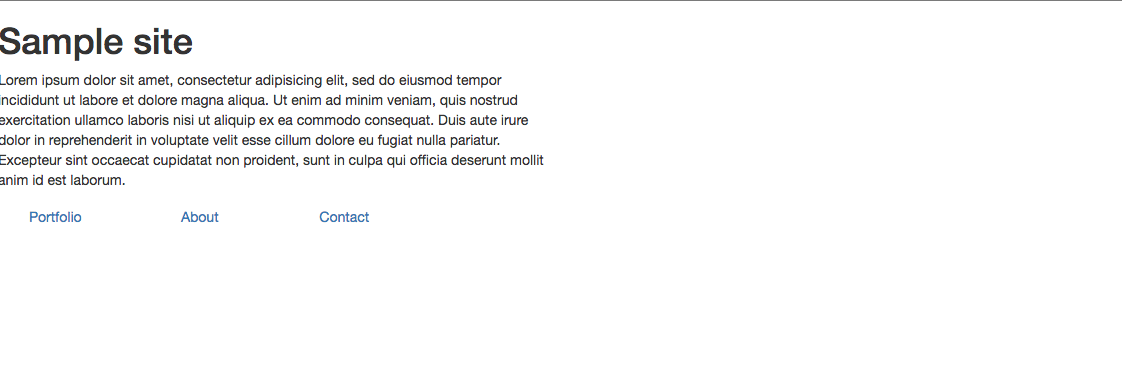 Sample site
Lorem ipsum dolor sit amet, consectetur adipisicing elit, sed do eiusmod tempor
incididunt ut labore et dolore magna aliqua. Ut enim ad minim veniam, quis nostrud
exercitation ullamco laboris nisi ut aliquip ex ea commodo consequat. Duis aute irure
dolor in reprehenderit in voluptate velit esse cillum dolore eu fugiat nulla pariatur.
Excepteur sint occaecat cupidatat non proident, sunt in culpa qui officia deserunt mollit
anim id est laborum.
Portfolio About Contact